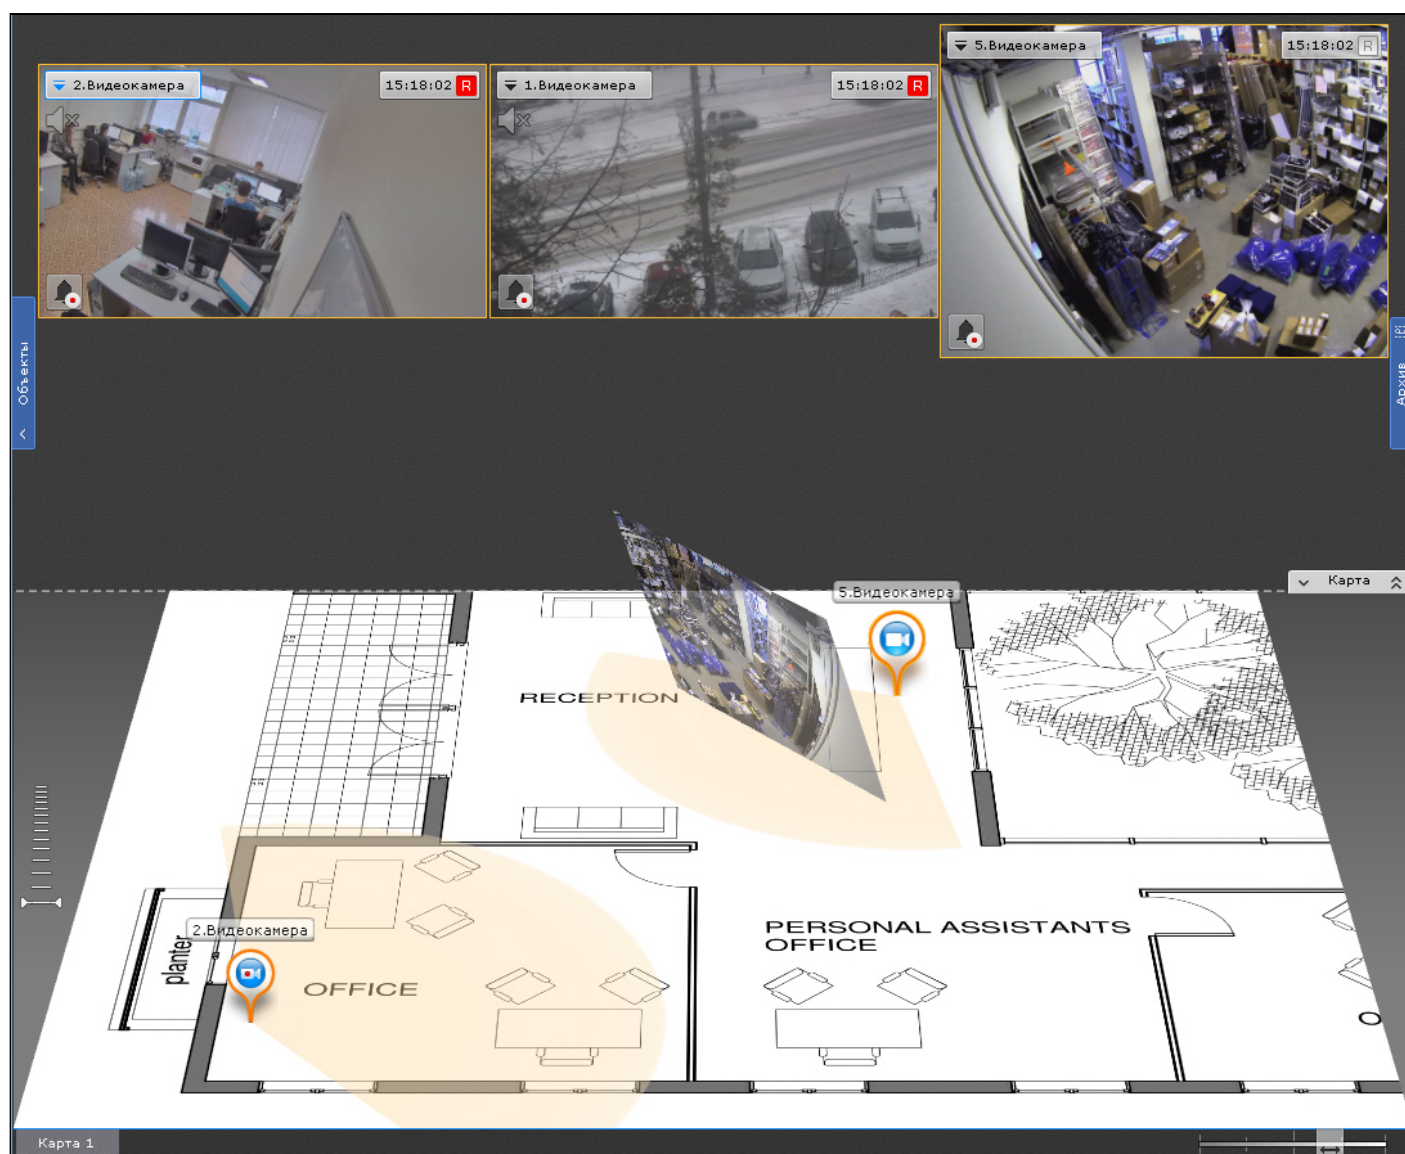 5.Видеокамера
15:18:02 R
2.Видеокамера
15:18:02 R
1.Видеокамера
15:18:02 R
Объекты
Архив
Карта
5.Видеокамера
RECEPTION
2.Видеокамера
planter
OFFICE
PERSONAL ASSISTANTS
OFFICE
O
Карта 1